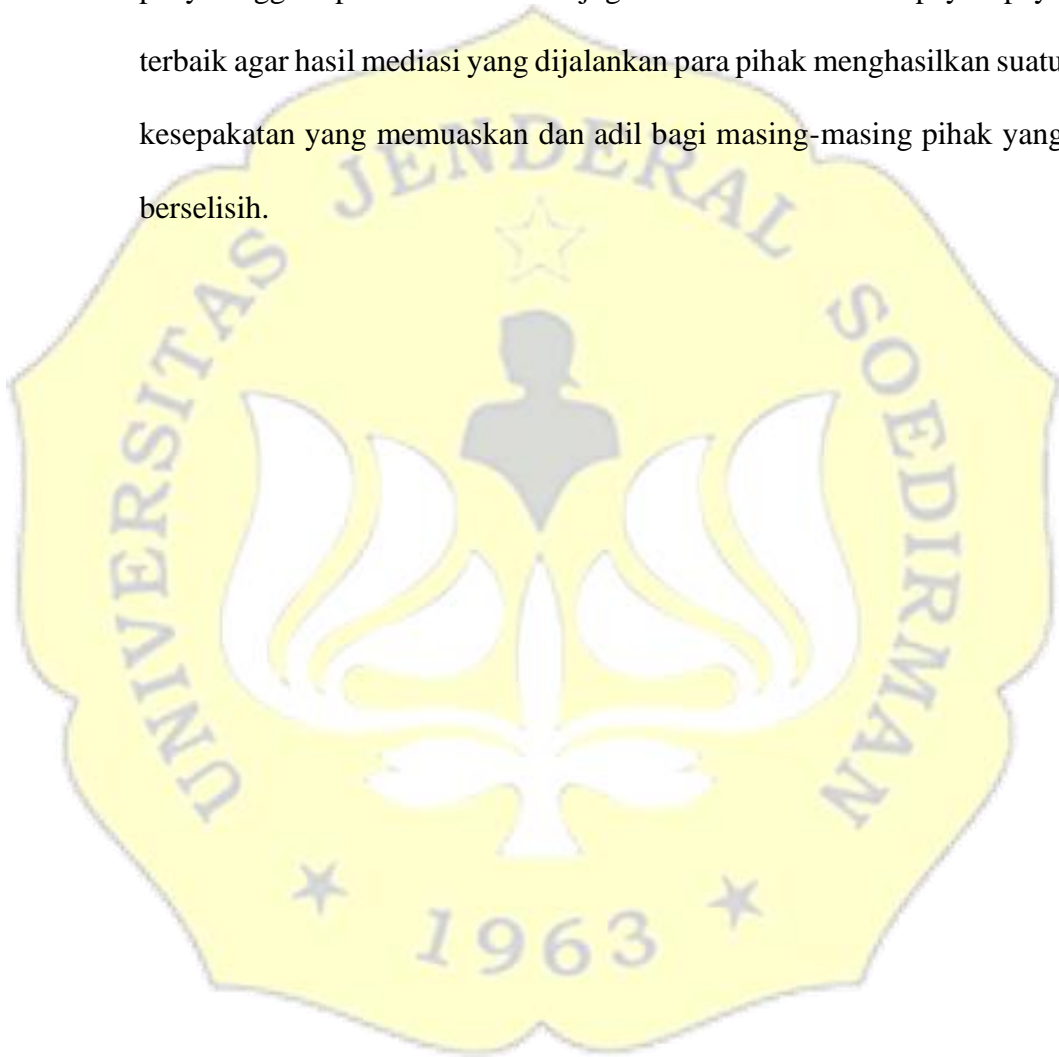 terbaik agar hasil mediasi yang dijalankan para pihak menghasilkan suatu
kesepakatan yang memuaskan dan adil bagi masing-masing pihak yang
berselisih.
UNIVERSITAS JENDERAL SOEDIRMAN
1963